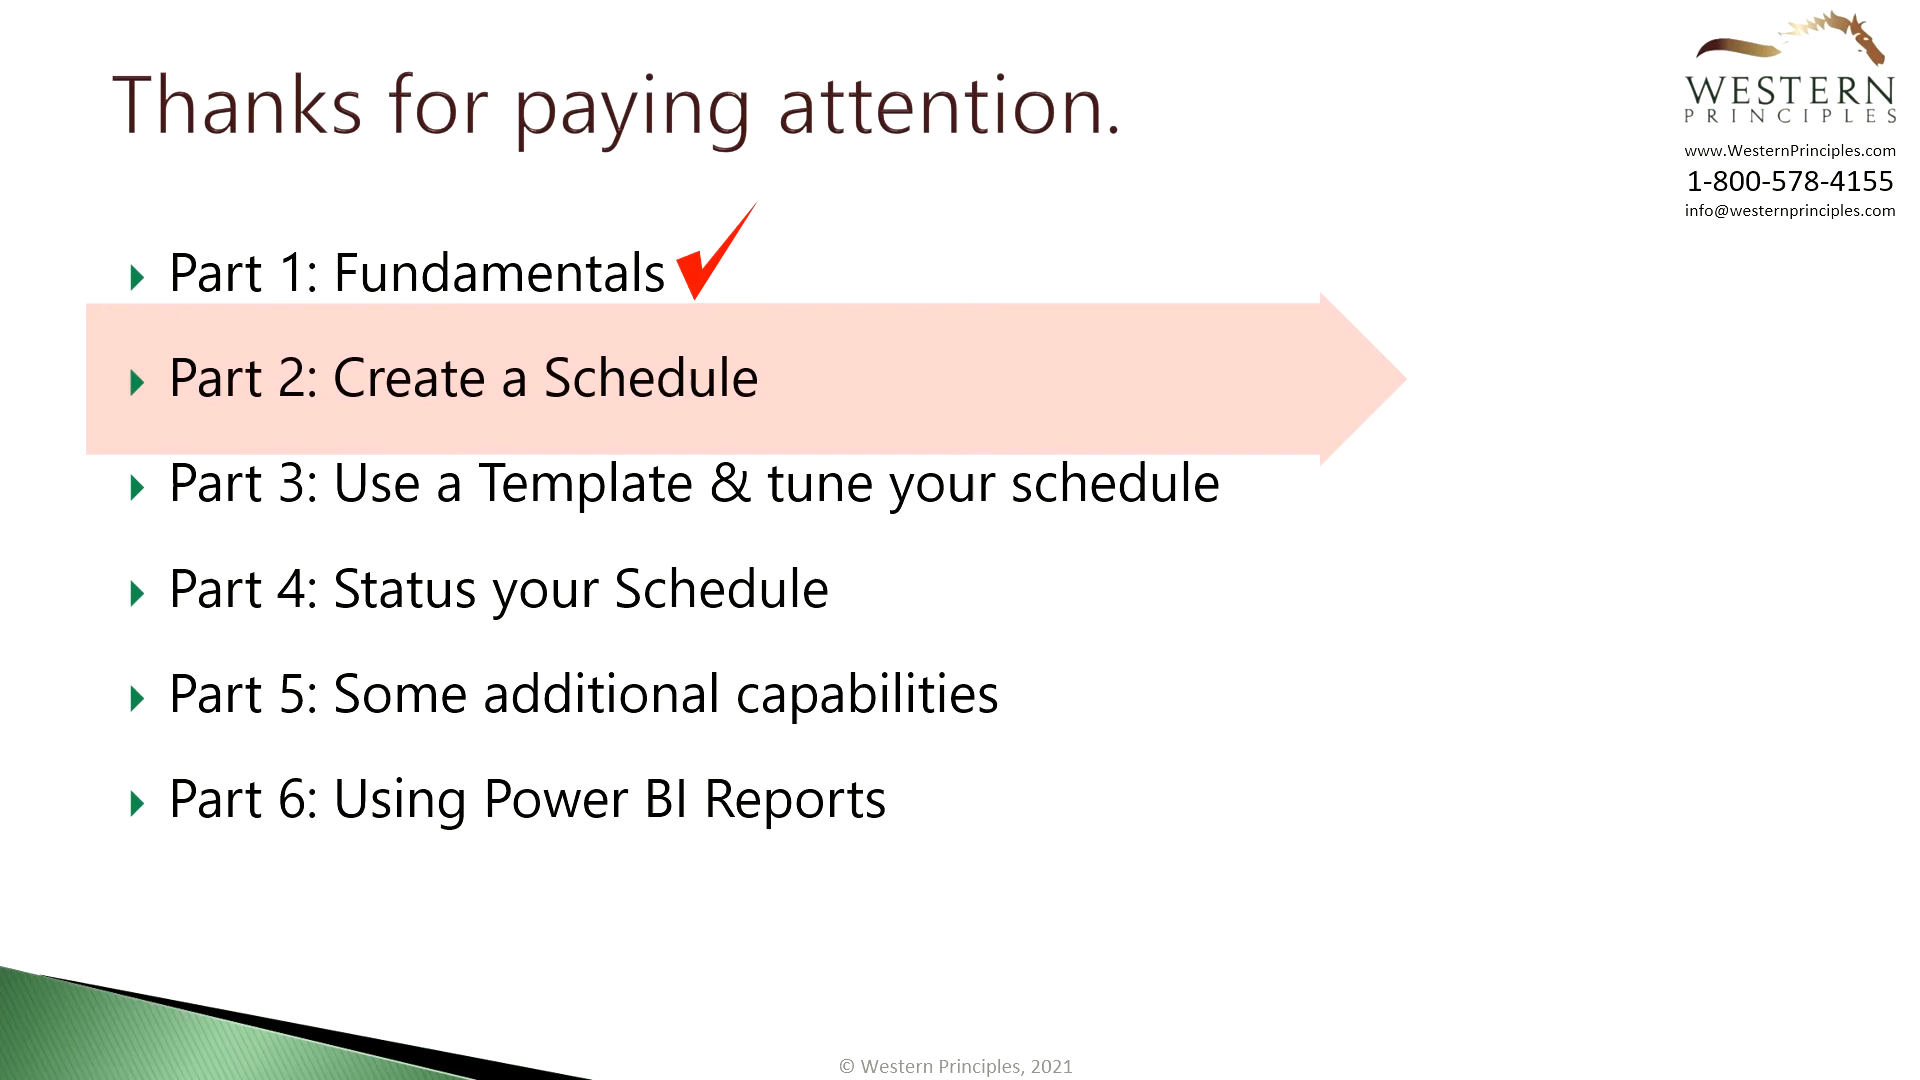 Thanks for paying attention.
WESTERN
PRINCIPLES
www.WesternPrinciples.com
1-800-578-4155
info@westernprinciples.com
Part 1: Fundamentals
Part 2: Create a Schedule
Part 3: Use a Template & tune your schedule
Part 4: Status your Schedule
Part 5: Some additional capabilities
Part 6: Using Power BI Reports
© Western Principles, 2021